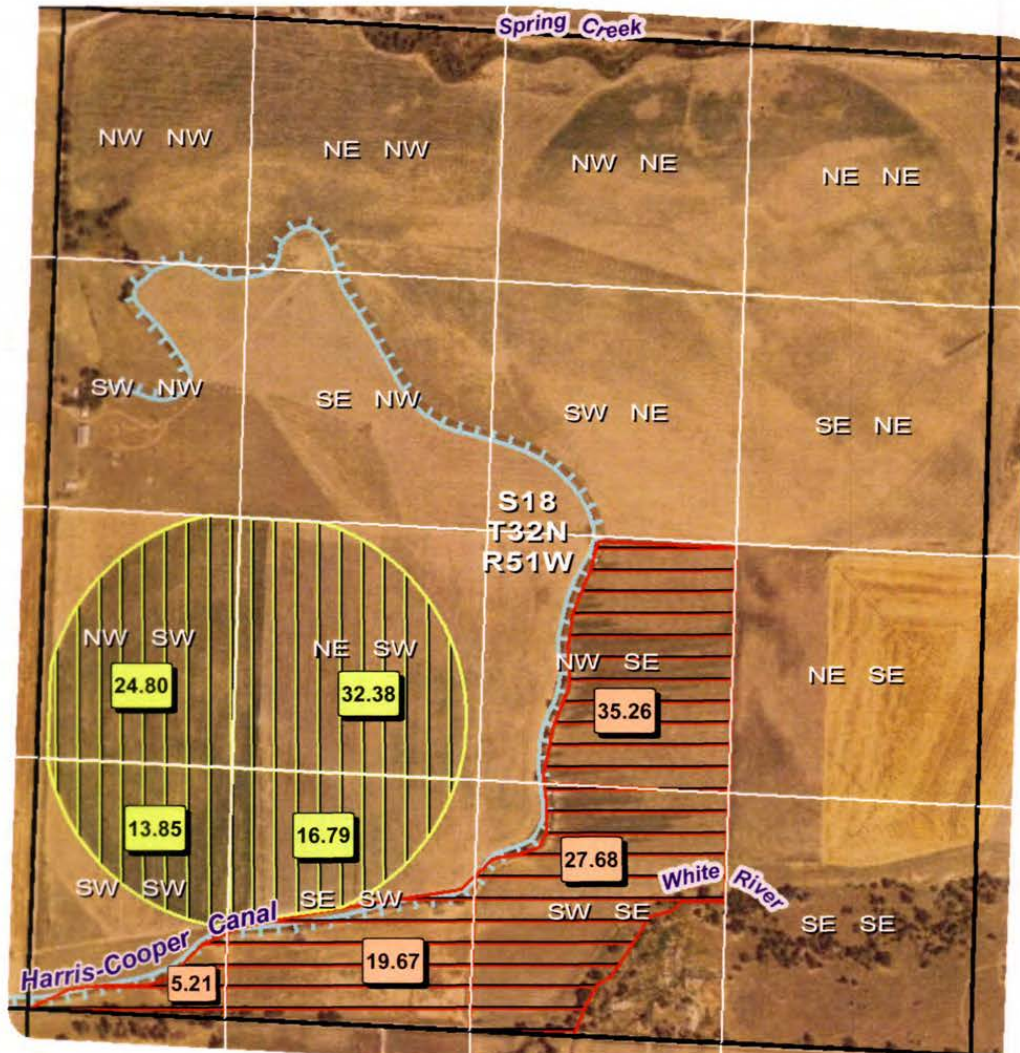 Spring Creek
NW NW
NE NW
NW NE
NE NE
SW NW
SE NW
SW NE
SE NE
S18
T32N
R51W
NW SW
NE SW
NW SE
NE SE
24.80
32.38
35.26
13.85
16.79
27.68
White River
SW SW
SE SW
SW SE
SE SE
Harris-Cooper Canal
19.67
5.21